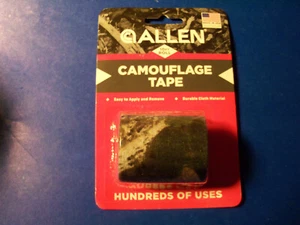 ALLEN
CAMOUFLAGE
TAPE
Easy to Apply and Remove
Durable Cloth Material
HUNDREDS OF USES